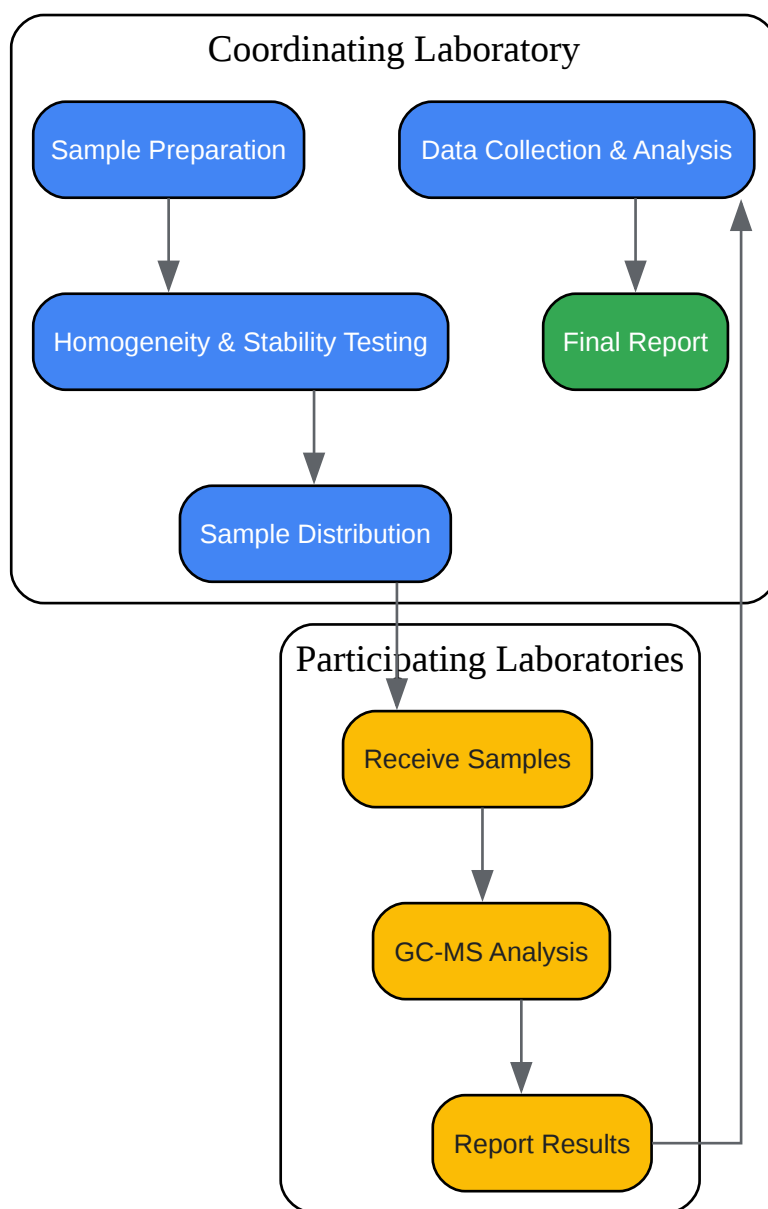 Coordinating Laboratory
Sample Preparation
Data Collection & Analysis
Homogeneity & Stability Testing
Final Report
Sample Distribution
Participating Laboratories
Receive Samples
GC-MS Analysis
Report Results